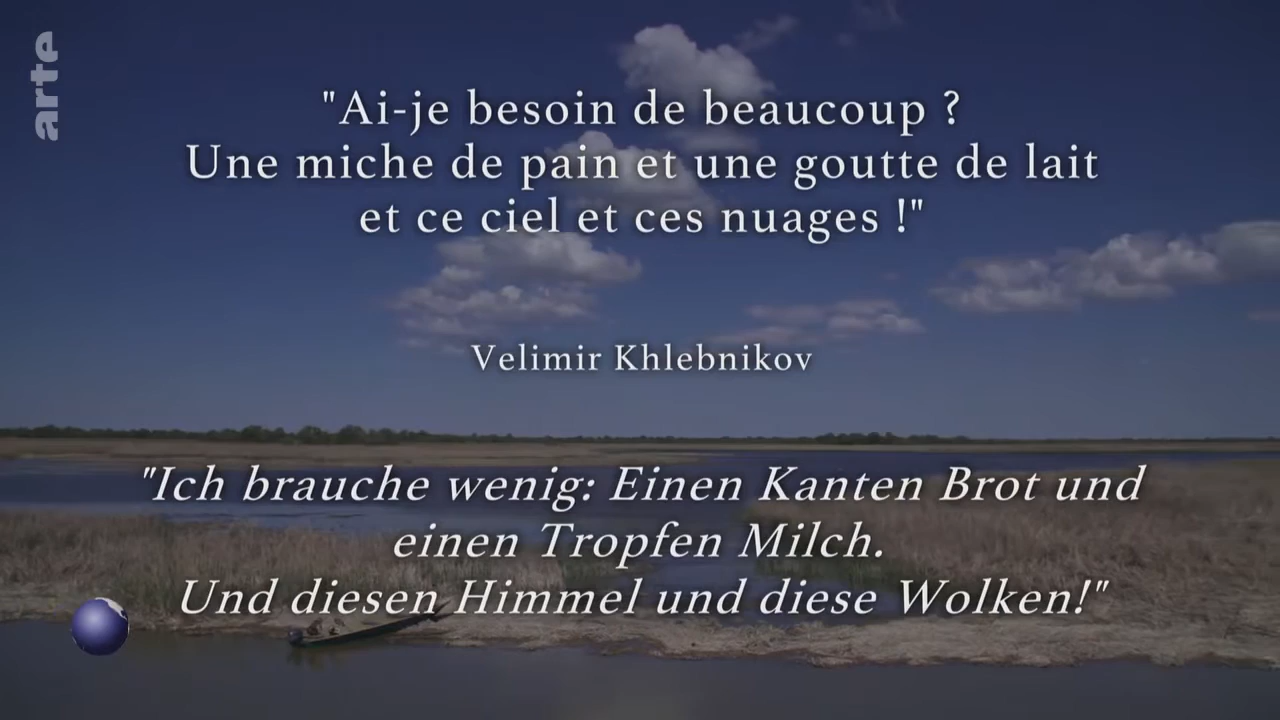 arte
"Ai-je besoin de beaucoup ?
Une miche de pain et une goutte de lait
et ce ciel et ces nuages !"
Velimir Khlebnikov
"Ich brauche wenig: Einen Kanten Brot und
einen Tropfen Milch.
Und diesen Himmel und diese Wolken!"